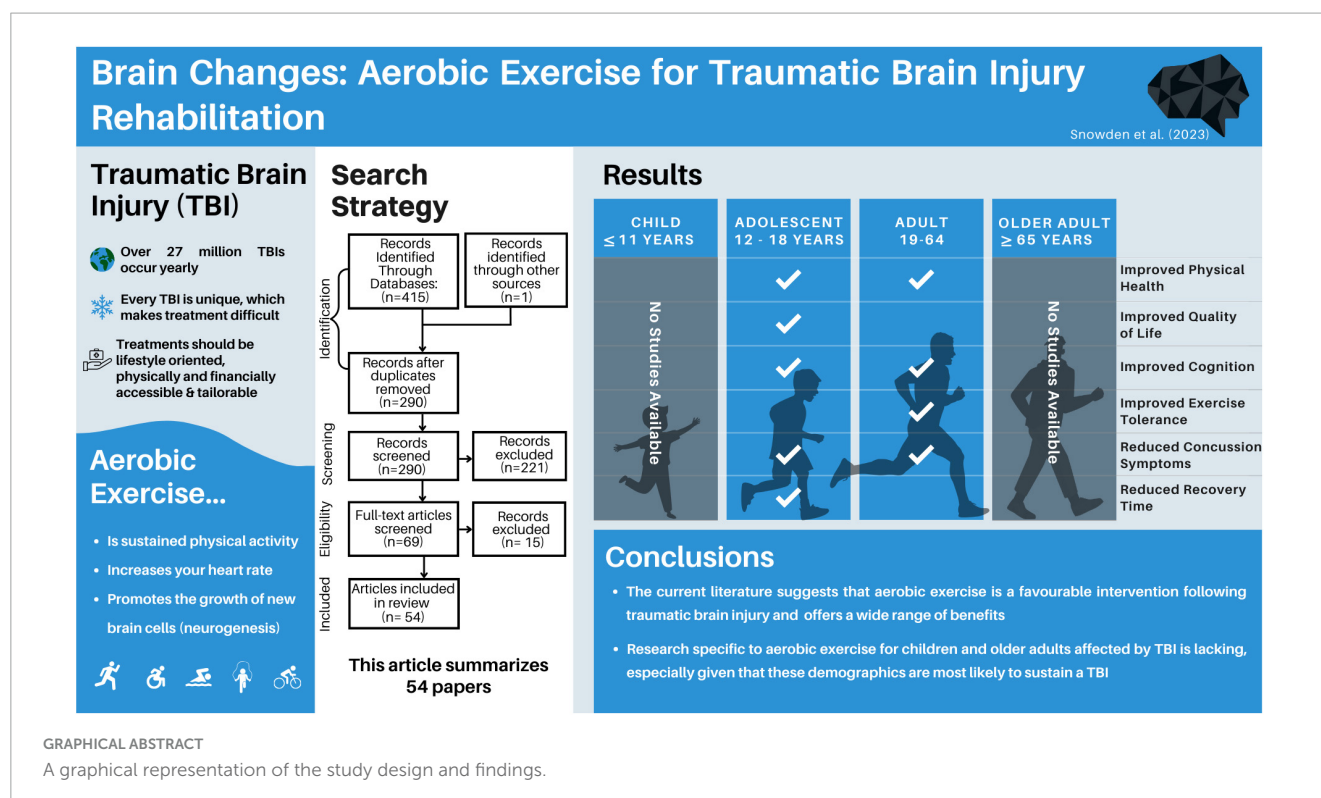 Brain Changes: Aerobic Exercise for Traumatic Brain Injury
Rehabilitation
Snowden et al. (2023)
Traumatic Brain
Injury (TBI)
Over 27 million TBIs
occur yearly
Every TBI is unique, which
makes treatment difficult
Treatments should be
lifestyle oriented,
physically and financially
accessible & tailorable
Aerobic
Exercise...
• Is sustained physical activity
• Increases your heart rate
• Promotes the growth of new
brain cells (neurogenesis)
Search
Strategy
Identification
Records
Identified
Through
Databases:
(n=415)
Records
identified
through other
sources
(n=1)
Records after
duplicates
removed
(n=290)
Screening
Records
screened
(n=290)
Records
excluded
(n=221)
Eligibility
Full-text articles
screened
(n=69)
Records
excluded
(n= 15)
Included
Articles included
in review
(n= 54)
This article summarizes
54 papers
Results
CHILD
≤ 11 YEARS
ADOLESCENT
12 - 18 YEARS
ADULT
19-64
OLDER ADULT
≥ 65 YEARS
No Studies Available
No Studies Available
Improved Physical
Health
Improved Quality
of Life
Improved Cognition
Improved Exercise
Tolerance
Reduced Concussion
Symptoms
Reduced Recovery
Time
Conclusions
• The current literature suggests that aerobic exercise is a favourable intervention following
traumatic brain injury and offers a wide range of benefits
• Research specific to aerobic exercise for children and older adults affected by TBI is lacking,
especially given that these demographics are most likely to sustain a TBI
GRAPHICAL ABSTRACT
A graphical representation of the study design and findings.